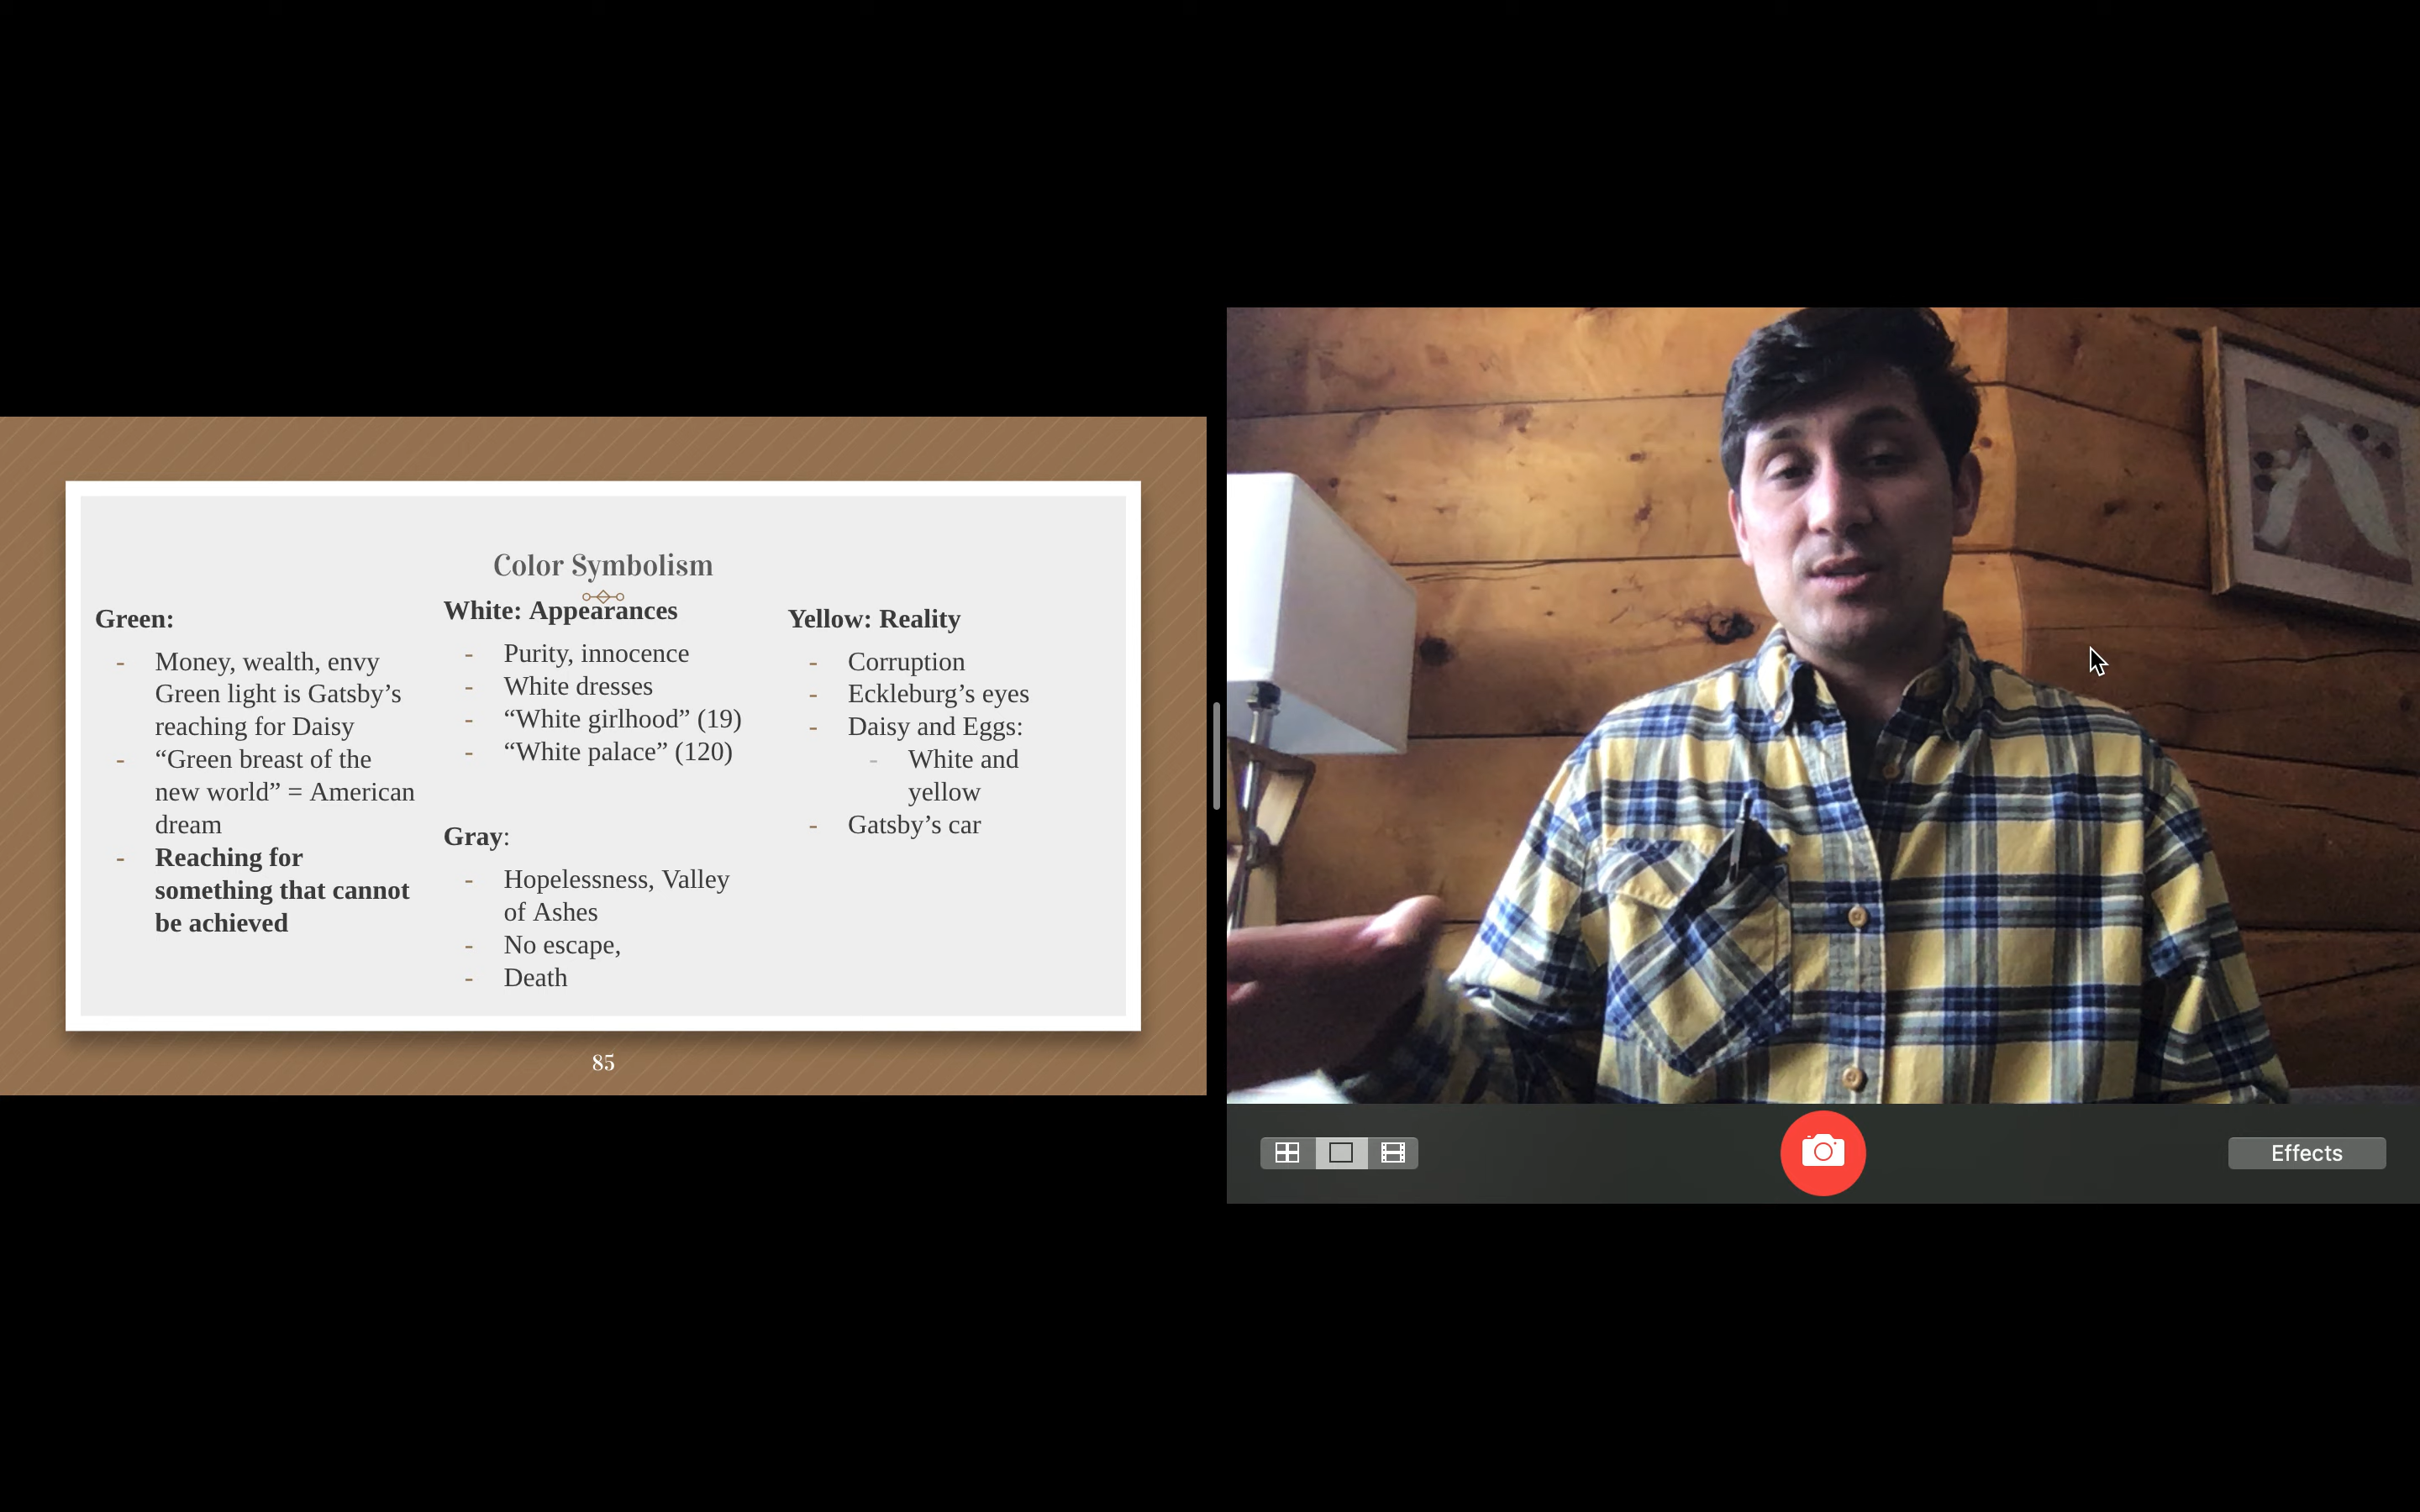 Color Symbolism
Green:
- Money, wealth, envy
Green light is Gatsby’s
reaching for Daisy
- “Green breast of the
new world” = American
dream
- Reaching for
something that cannot
be achieved
White: Appearances
- Purity, innocence
- White dresses
- “White girlhood” (19)
- “White palace” (120)
Gray:
- Hopelessness, Valley
of Ashes
- No escape,
- Death
Yellow: Reality
- Corruption
- Eckleburg’s eyes
- Daisy and Eggs:
- White and
yellow
- Gatsby’s car
85
Effects